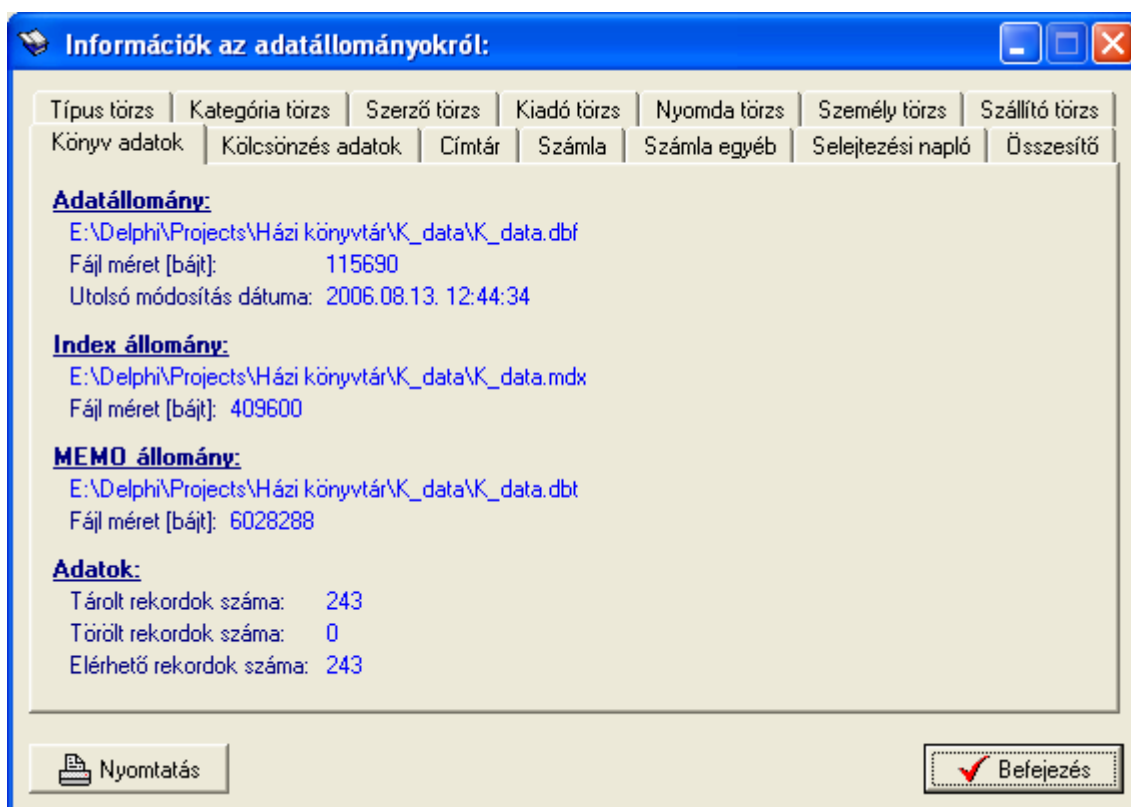 Információk az adatállományokról:
Típus törzs Kategória törzs Szerző törzs Kiadó törzs Nyomda törzs Személy törzs Szállító törzs
Könyv adatok Kölcsönzés adatok Címtár Számla Számla egyéb Selejtezési napló Összesítő
Adatállomány:
E:\Delphi\Projects\Házi könyvtár\K_data\K_data.dbf
Fájl méret [bájt]: 115690
Utolsó módosítás dátuma: 2006.08.13. 12:44:34
Index állomány:
E:\Delphi\Projects\Házi könyvtár\K_data\K_data.mdx
Fájl méret [bájt]: 409600
MEMO állomány:
E:\Delphi\Projects\Házi könyvtár\K_data\K_data.dbt
Fájl méret [bájt]: 6028288
Adatok:
Tárolt rekordok száma: 243
Törölt rekordok száma: 0
Elérhető rekordok száma: 243
Nyomtatás Befejezés